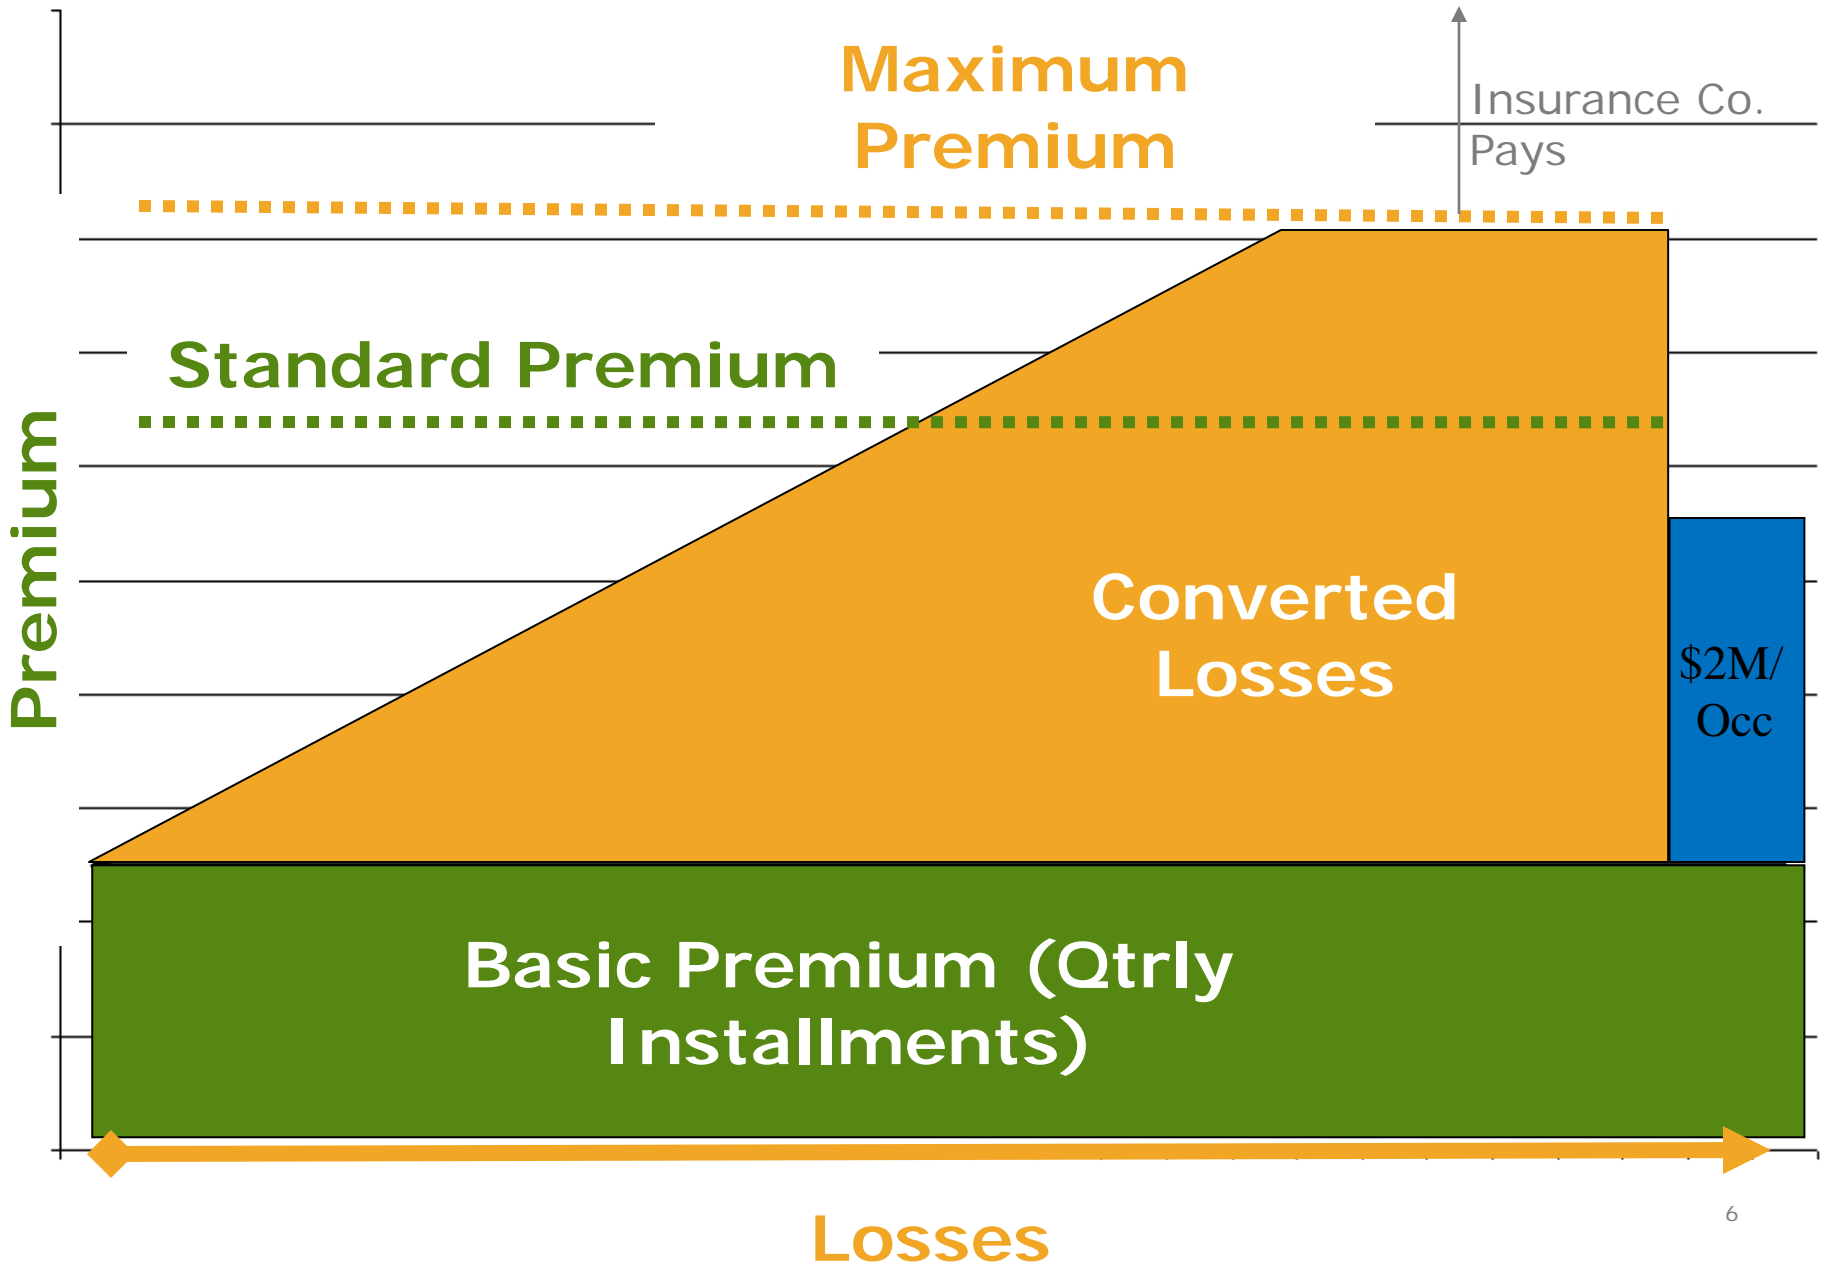 Maximum
Premium
Insurance Co.
Pays
Standard Premium
Premium
Converted
Losses
$2M/
Occ
Basic Premium (Qtrly
Installments)
Losses
6